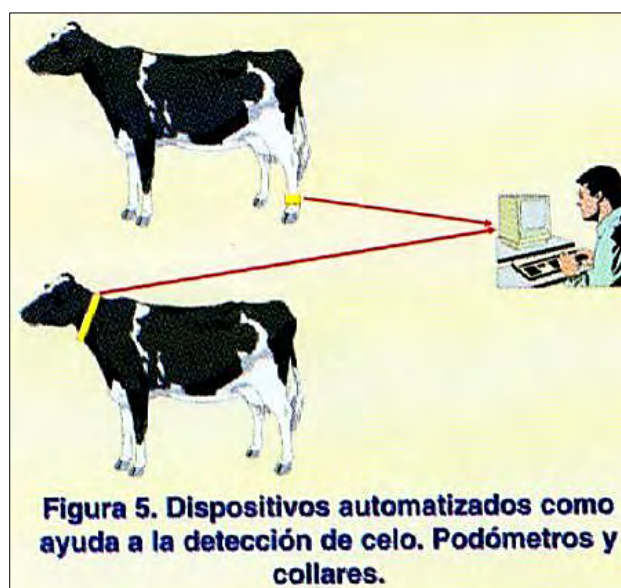 Figura 5. Dispositivos automatizados como
ayuda a la detección de celo. Podómetros y
collares.